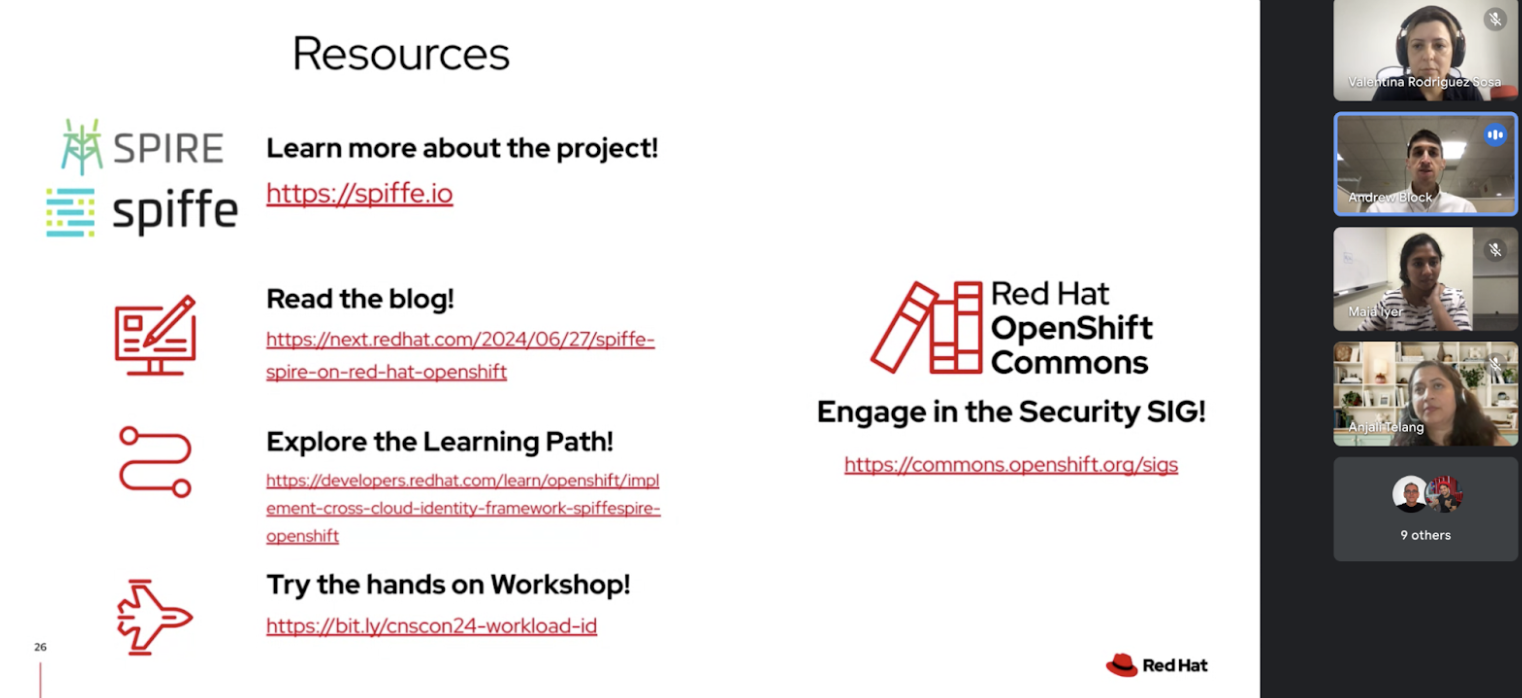 Resources
SPIRE
spiffe
Learn more about the project!
https://spiffe.io
Read the blog!
https://next.redhat.com/2024/06/27/spiffe-
spire-on-red-hat-openshift
Explore the Learning Path!
https://developers.redhat.com/learn/openshift/impl
ement-cross-cloud-identity-framework-spiffespire-
openshift
Try the hands on Workshop!
https://bit.ly/cnscon24-workload-id
26
Red Hat
OpenShift
Commons
Engage in the Security SIG!
https://commons.openshift.org/sigs
Red Hat
Valentina Rodriguez Sosa
Andrew Block
Maia Iyer
Anjali Telang
9 others